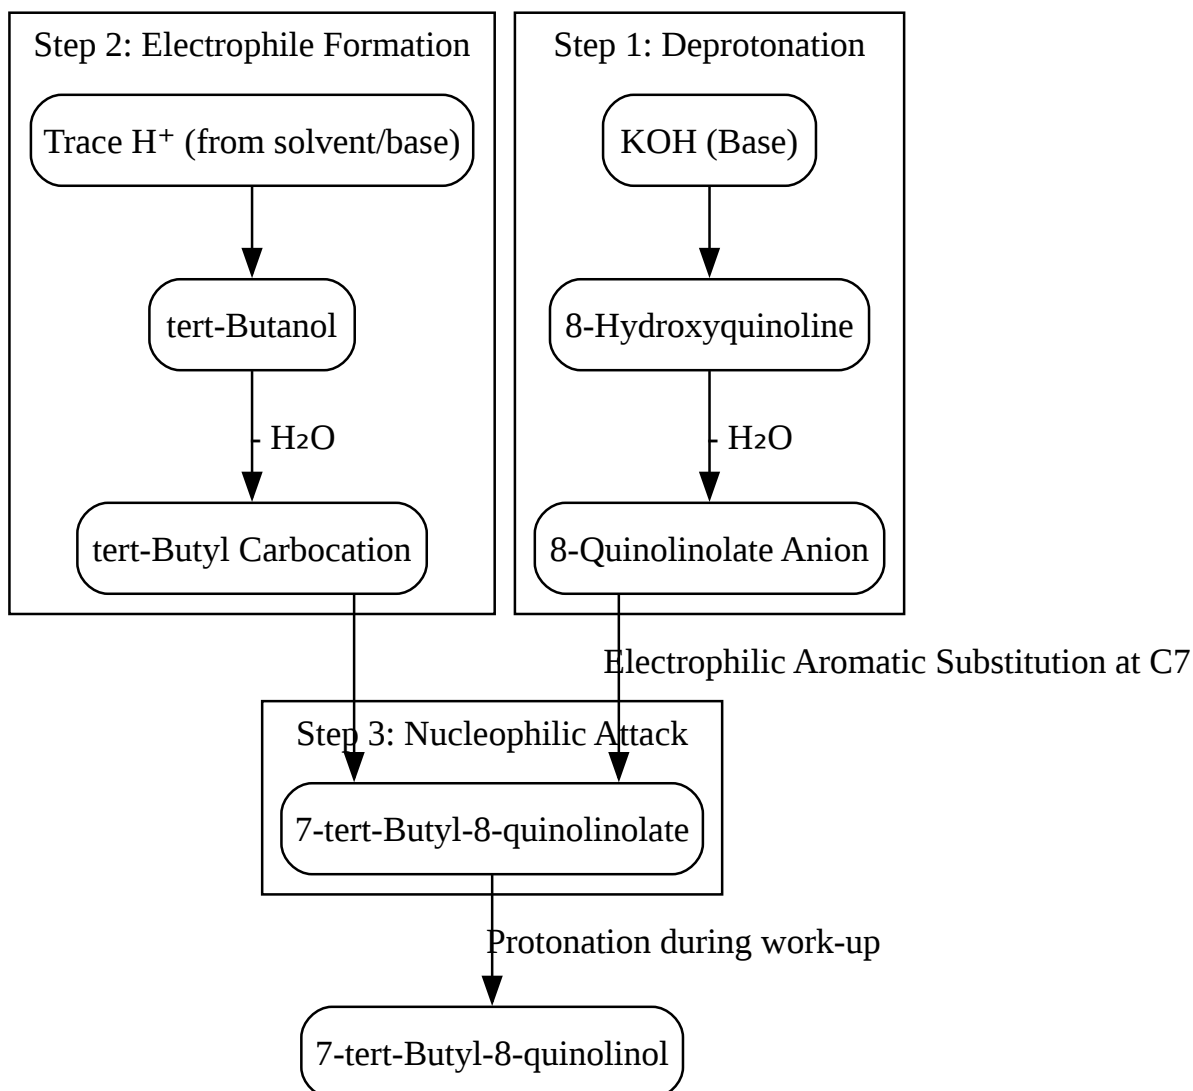 Step 2: Electrophile Formation
Trace H⁺ (from solvent/base)
tert-Butanol
- H₂O
tert-Butyl Carbocation
Step 1: Deprotonation
KOH (Base)
8-Hydroxyquinoline
- H₂O
8-Quinolinolate Anion
Electrophilic Aromatic Substitution at C7
Step 3: Nucleophilic Attack
7-tert-Butyl-8-quinolinolate
Protonation during work-up
7-tert-Butyl-8-quinolinol